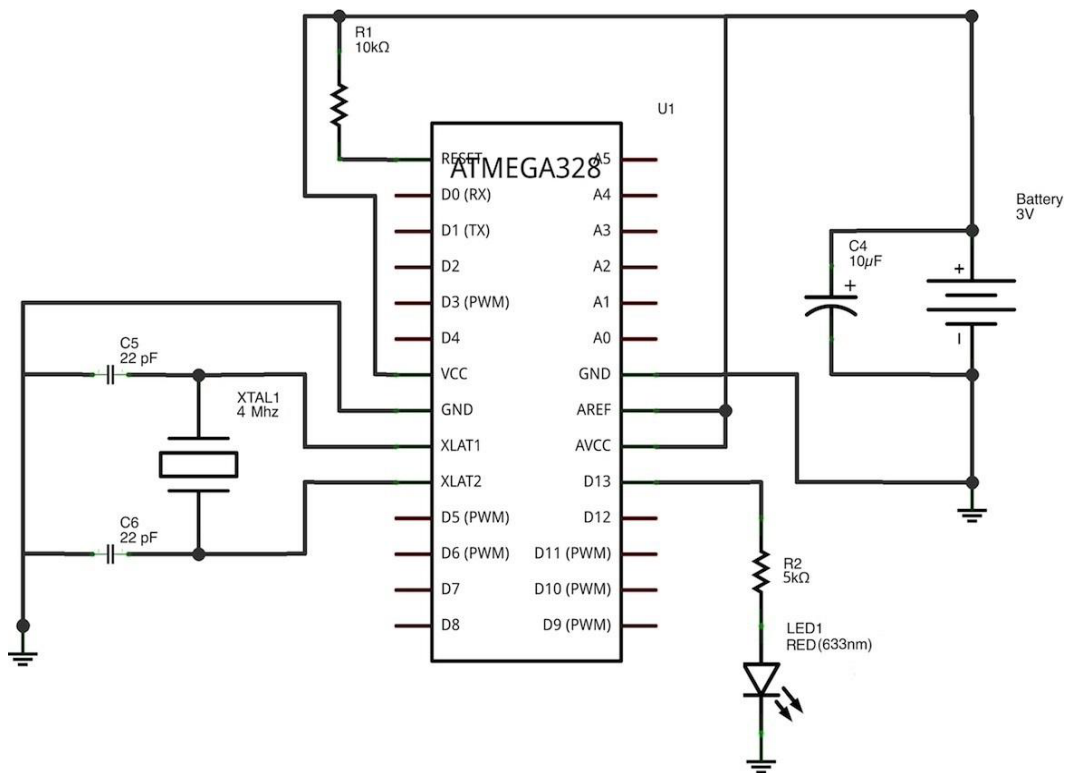 R1
10kΩ
U1
ATMEGA328
RESET
D0 (RX)
D1 (TX)
D2
D3 (PWM)
D4
VCC
GND
XLAT1
XLAT2
D5 (PWM)
D6 (PWM)
D7
D8
A5
A4
A3
A2
A1
A0
GND
AREF
AVCC
D13
D12
D11 (PWM)
D10 (PWM)
D9 (PWM)
C5
22 pF
XTAL1
4 Mhz
C6
22 pF
Battery
3V
C4
10µF
+
+
−
R2
5kΩ
LED1
RED(633nm)